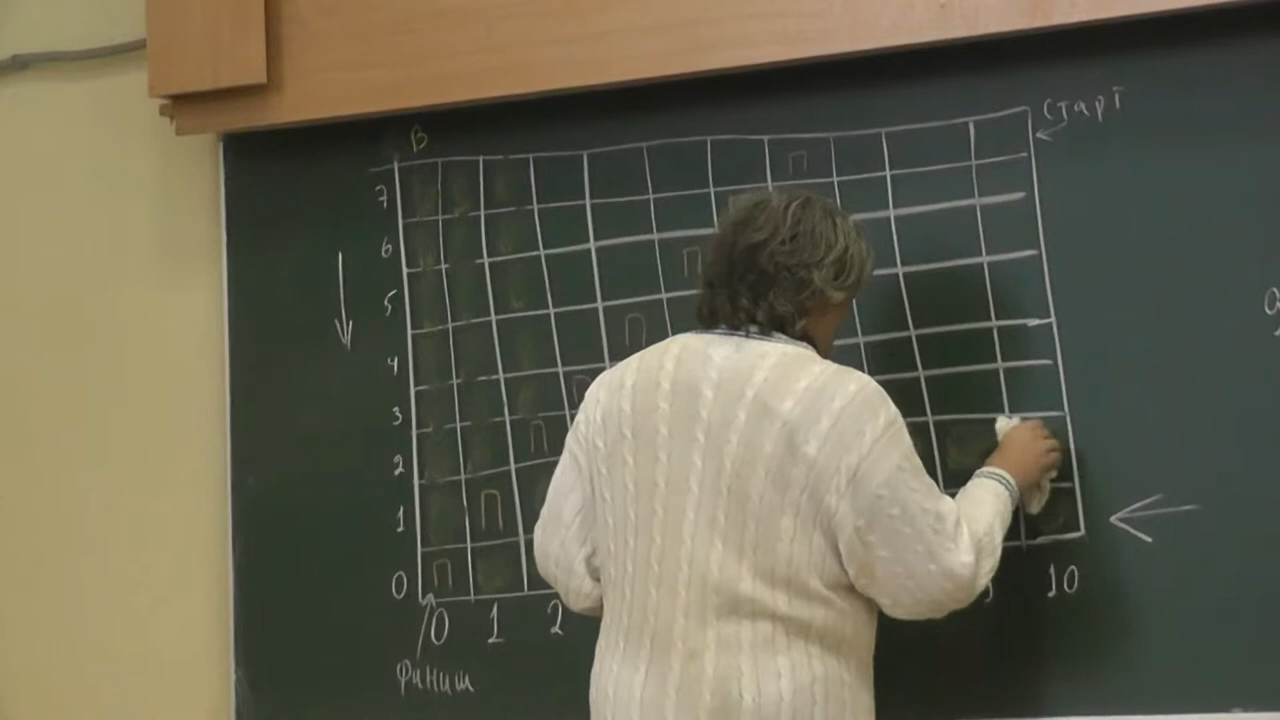 В
Старт
7 П
6 П
5 П
4
3 П
2
1 П
0 П
0 1 2 10
Финиш